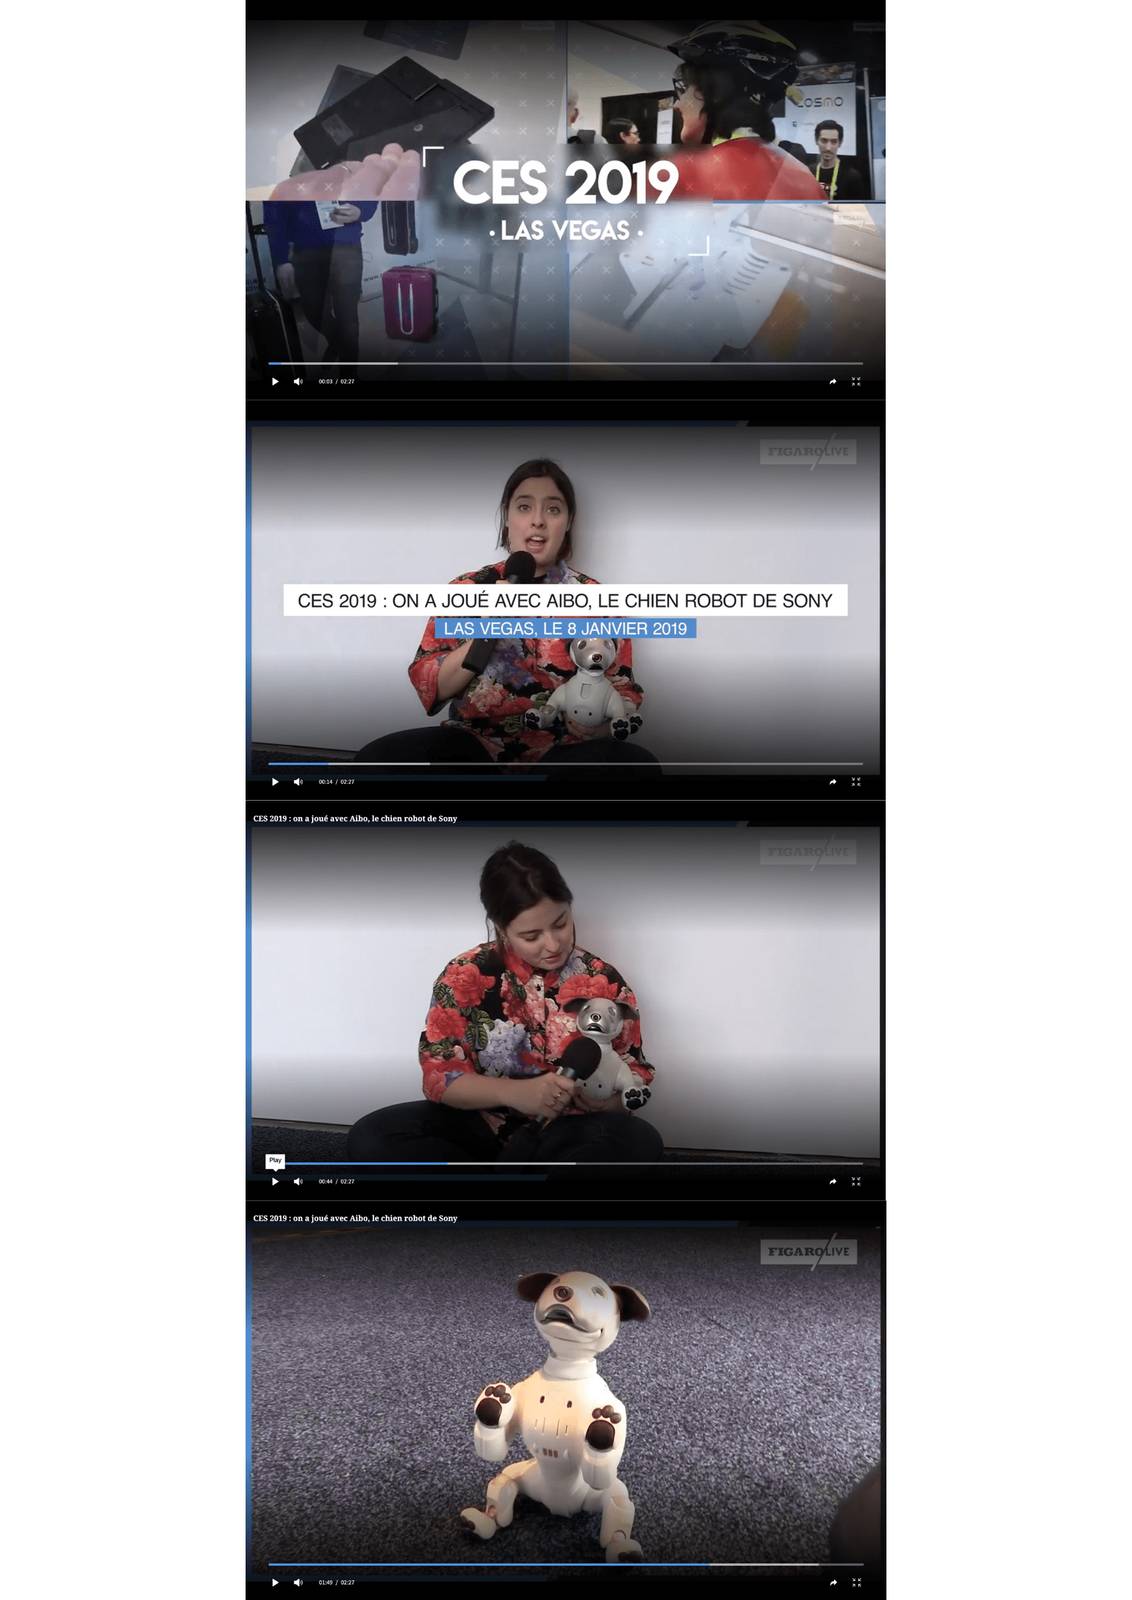 COSMO
CES 2019
• LAS VEGAS •
00:03 / 02:27
FIGAROLIVE
CES 2019 : ON A JOUÉ AVEC AIBO, LE CHIEN ROBOT DE SONY
LAS VEGAS, LE 8 JANVIER 2019
00:14 / 02:27
CES 2019 : on a joué avec Aibo, le chien robot de Sony
FIGAROLIVE
Play
00:44 / 02:27
CES 2019 : on a joué avec Aibo, le chien robot de Sony
FIGAROLIVE
01:49 / 02:27